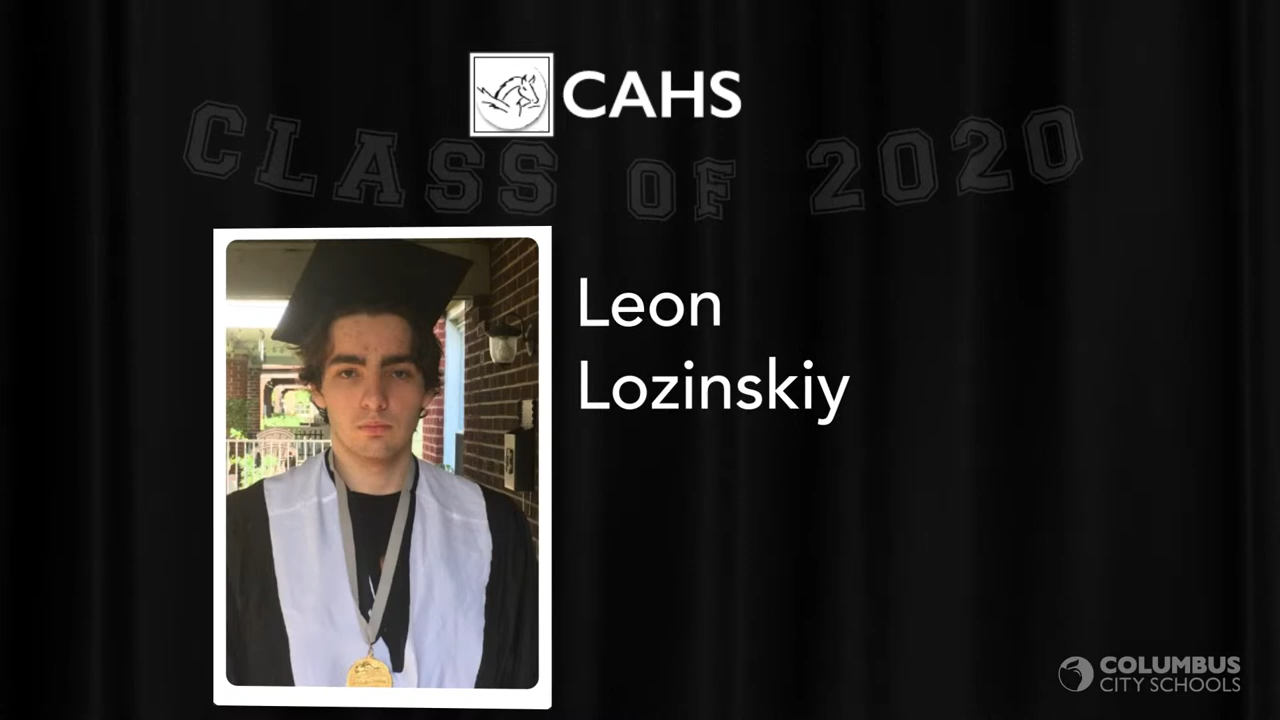 CAHS
CLASS OF 2020
Leon
Lozinskiy
COLUMBUS
CITY SCHOOLS